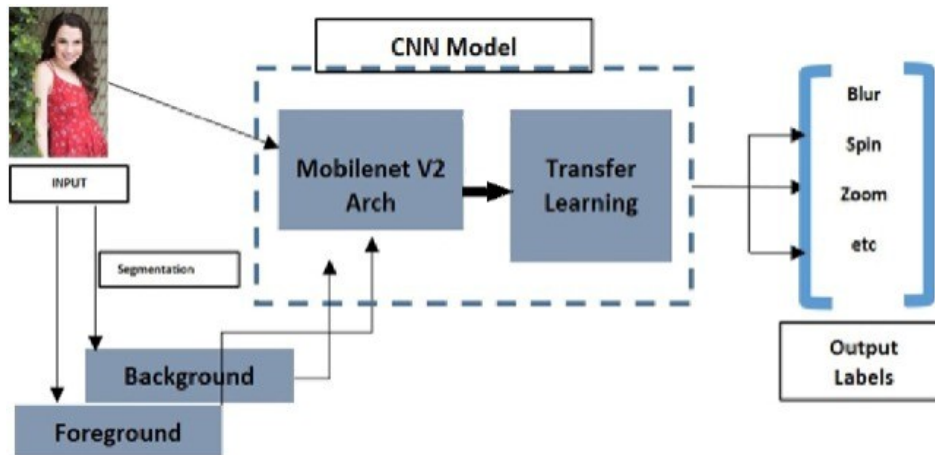 CNN Model
INPUT
Segmentation
Mobilenet V2
Arch
Transfer
Learning
Background
Foreground
Blur
Spin
Zoom
etc
Output
Labels